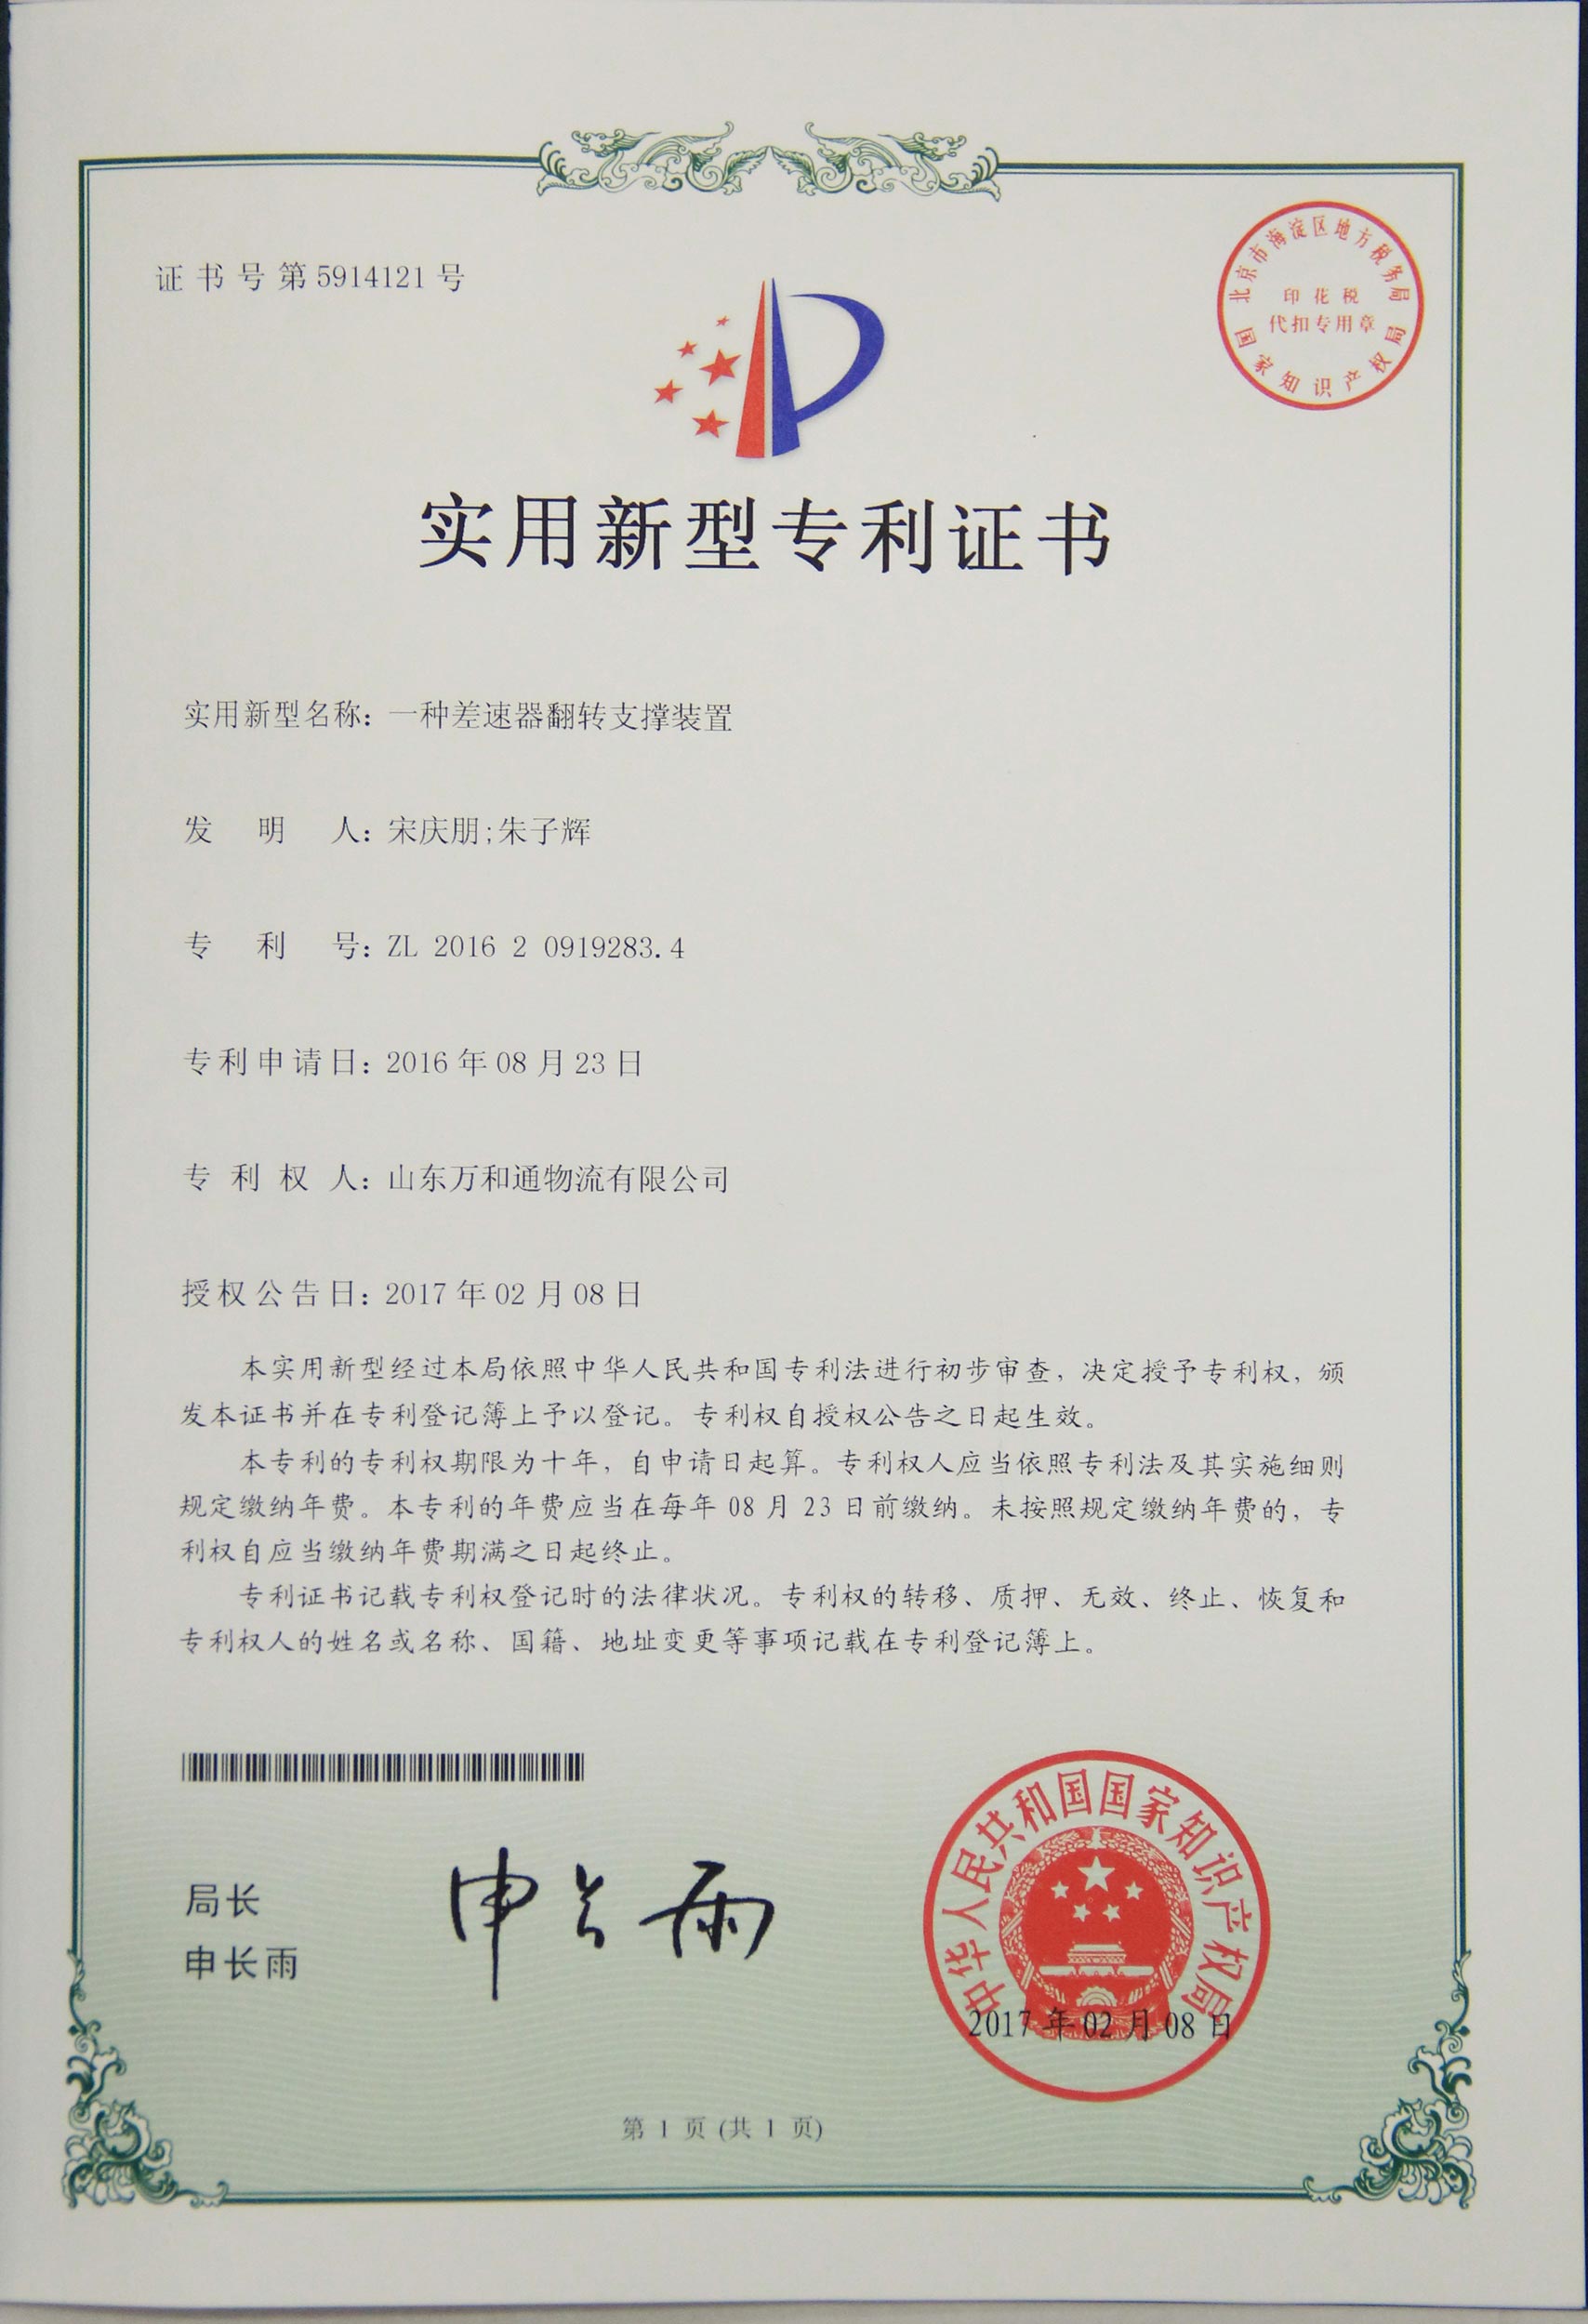 证书号第5914121号
北京市海淀区地方税务局
印花税
代扣专用章
国家知识产权局
实用新型专利证书
实用新型名称：一种差速器翻转支撑装置
发明人：宋庆朋;朱子辉
专利号：ZL 2016 2 0919283.4
专利申请日：2016年08月23日
专利权人：山东万和通物流有限公司
授权公告日：2017年02月08日
本实用新型经过本局依照中华人民共和国专利法进行初步审查，决定授予专利权，颁
发本证书并在专利登记簿上予以登记。专利权自授权公告之日起生效。
本专利的专利权期限为十年，自申请日起算。专利权人应当依照专利法及其实施细则
规定缴纳年费。本专利的年费应当在每年08月23日前缴纳。未按照规定缴纳年费的，专
利权自应当缴纳年费期满之日起终止。
专利证书记载专利权登记时的法律状况。专利权的转移、质押、无效、终止、恢复和
专利权人的姓名或名称、国籍、地址变更等事项记载在专利登记簿上。
局长
申长雨
申长雨
中华人民共和国国家知识产权局
2017年02月08日
第1页(共1页)